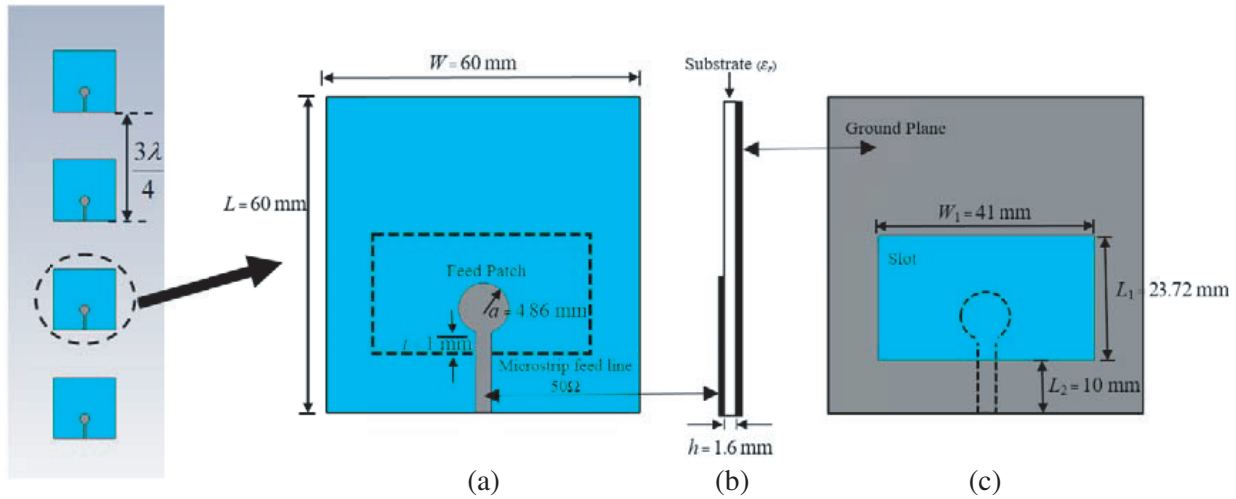 3λ
4
W = 60 mm
L = 60 mm
Feed Patch
a = 4.86 mm
t = 1 mm
Microstrip feed line
50Ω
(a)
Substrate (εr)
h = 1.6 mm
(b)
Ground Plane
W₁ = 41 mm
Slot
L₁ = 23.72 mm
L₂ = 10 mm
(c)